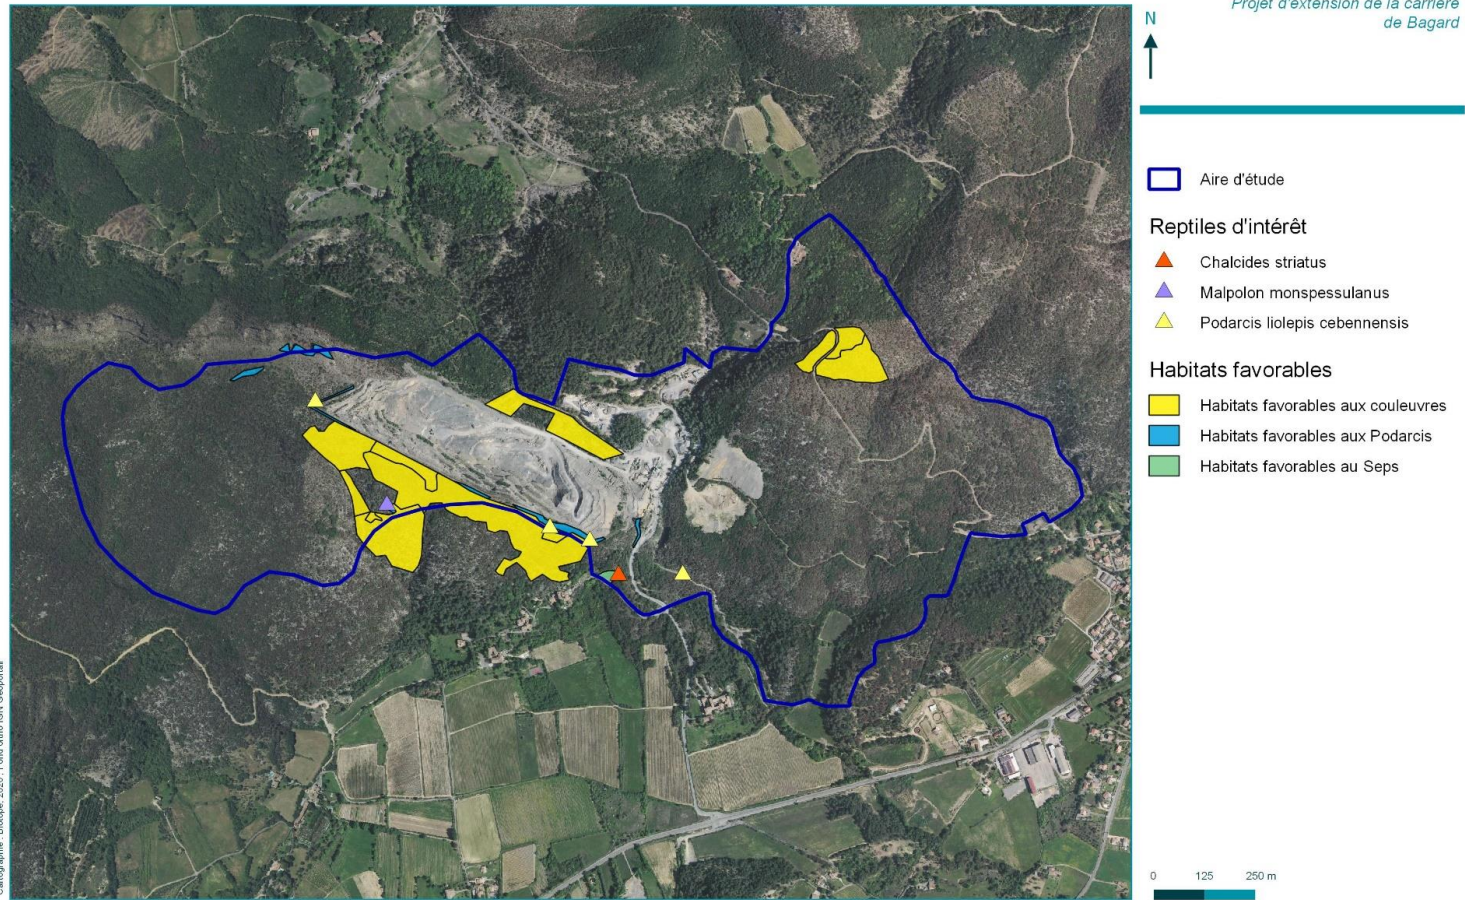 Projet d'extension de la carrière
de Bagard
N
Aire d'étude
Reptiles d'intérêt
Chalcides striatus
Malpolon monspessulanus
Podarcis liolepis cebennensis
Habitats favorables
Habitats favorables aux couleuvres
Habitats favorables aux Podarcis
Habitats favorables au Seps
0 125 250 m